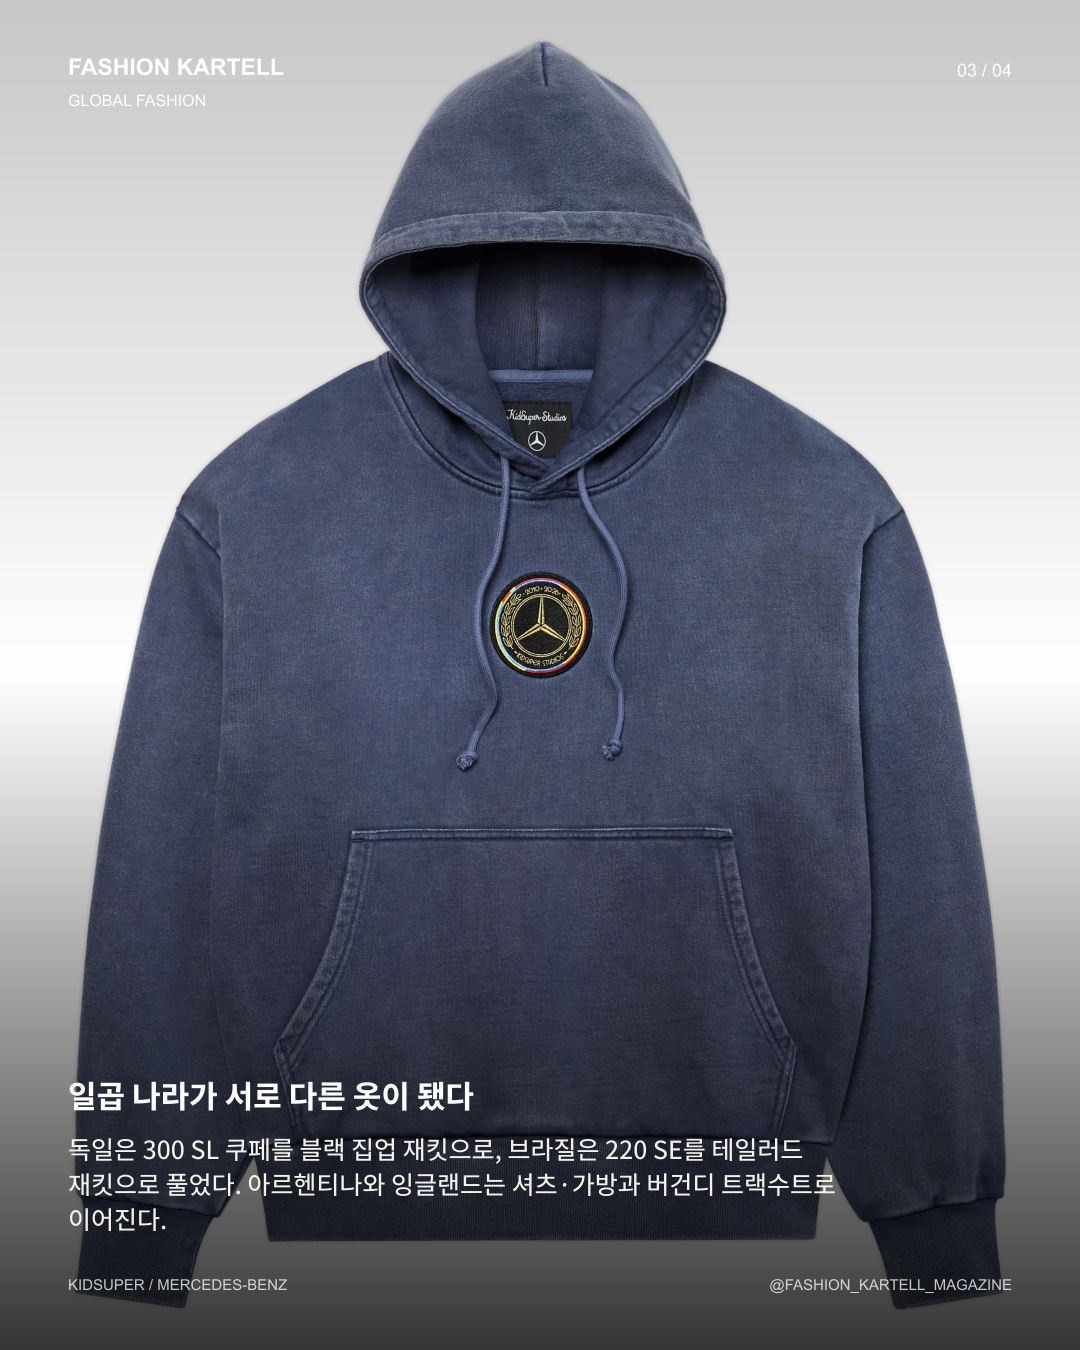 FASHION KARTELL
GLOBAL FASHION
03 / 04
KidSuper Studios
· 2010 · 2026 ·
· KIDSUPER STUDIOS ·
일곱 나라가 서로 다른 옷이 됐다
독일은 300 SL 쿠페를 블랙 집업 재킷으로, 브라질은 220 SE를 테일러드
재킷으로 풀었다. 아르헨티나와 잉글랜드는 셔츠·가방과 버건디 트랙수트로
이어진다.
KIDSUPER / MERCEDES-BENZ
@FASHION_KARTELL_MAGAZINE